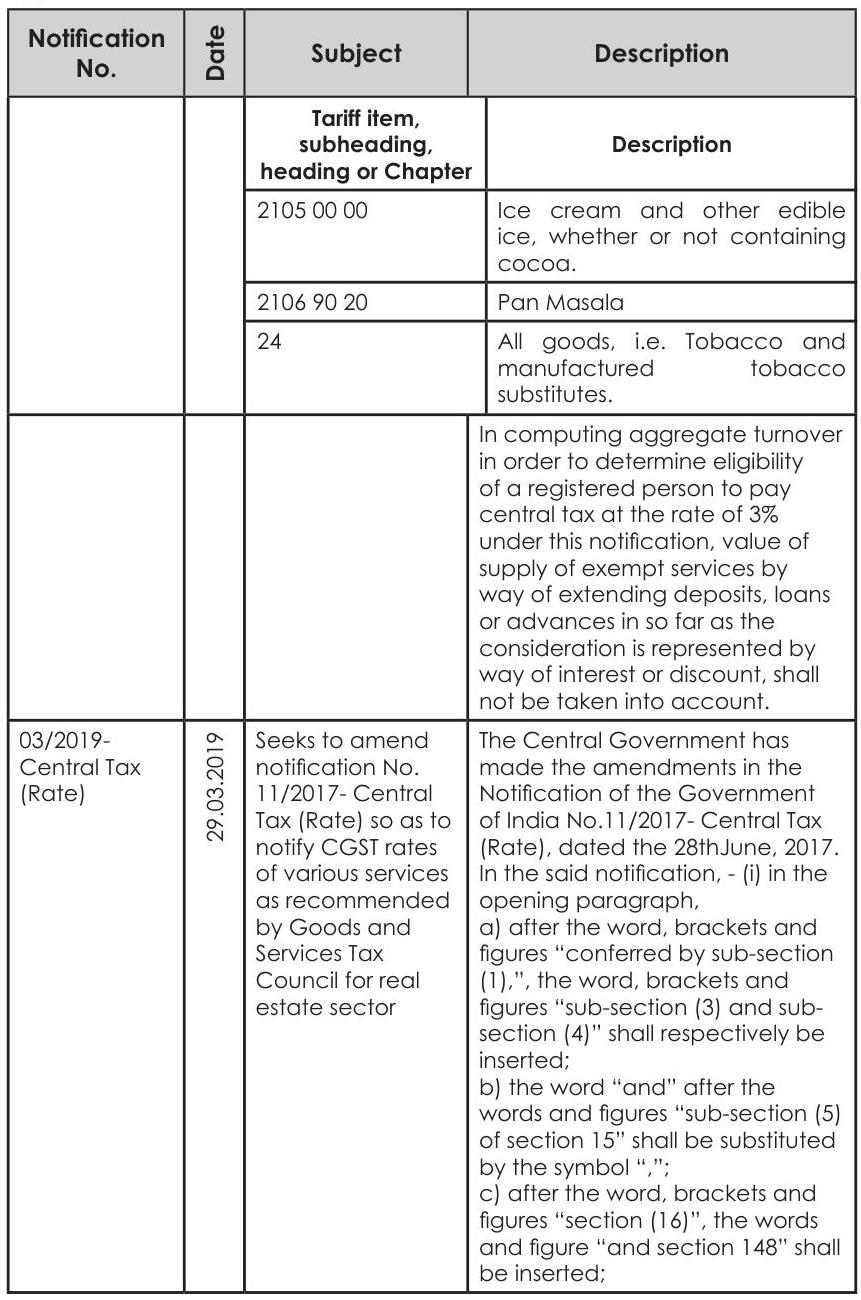 Notification No.
Date
Subject
Description
Tariff item,
subheading,
heading or Chapter
Description
2105 00 00
Ice cream and other edible
ice, whether or not containing
cocoa.
2106 90 20
Pan Masala
24
All goods, i.e. Tobacco and
manufactured tobacco
substitutes.
In computing aggregate turnover
in order to determine eligibility
of a registered person to pay
central tax at the rate of 3%
under this notification, value of
supply of exempt services by
way of extending deposits, loans
or advances in so far as the
consideration is represented by
way of interest or discount, shall
not be taken into account.
03/2019-
Central Tax
(Rate)
29.03.2019
Seeks to amend
notification No.
11/2017- Central
Tax (Rate) so as to
notify CGST rates
of various services
as recommended
by Goods and
Services Tax
Council for real
estate sector
The Central Government has
made the amendments in the
Notification of the Government
of India No.11/2017- Central Tax
(Rate), dated the 28thJune, 2017.
In the said notification, - (i) in the
opening paragraph,
a) after the word, brackets and
figures “conferred by sub-section
(1),”, the word, brackets and
figures “sub-section (3) and sub-
section (4)” shall respectively be
inserted;
b) the word “and” after the
words and figures “sub-section (5)
of section 15” shall be substituted
by the symbol “,”;
c) after the word, brackets and
figures “section (16)”, the words
and figure “and section 148” shall
be inserted;